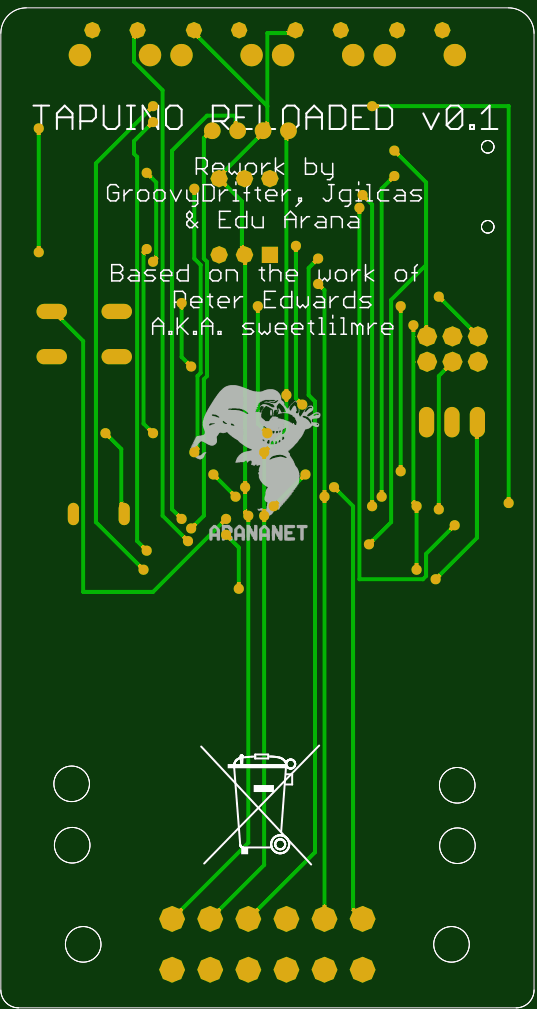 TAPUINO RELOADED v0.1
Rework by
GroovyDrifter, Jgilcas
& Edu Arana
Based on the work of
Peter Edwards
A.K.A. sweetlilmre
ARANANET